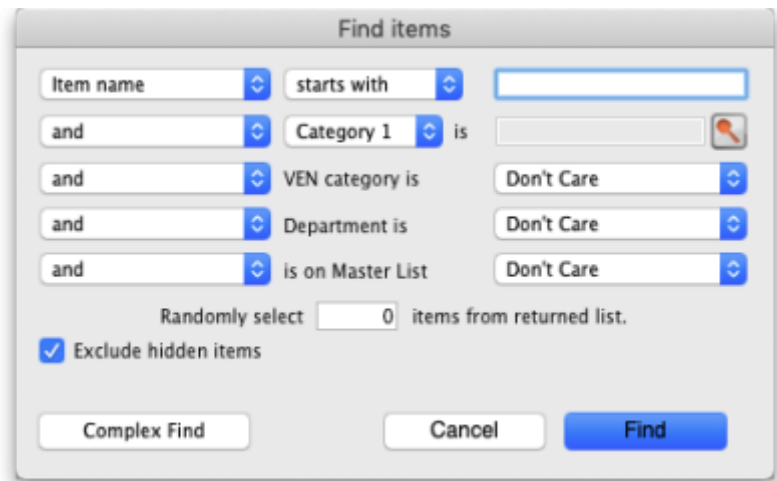 Find items
Item name starts with
and Category 1 is
and VEN category is Don't Care
and Department is Don't Care
and is on Master List Don't Care
Randomly select 0 items from returned list.
Exclude hidden items
Complex Find Cancel Find